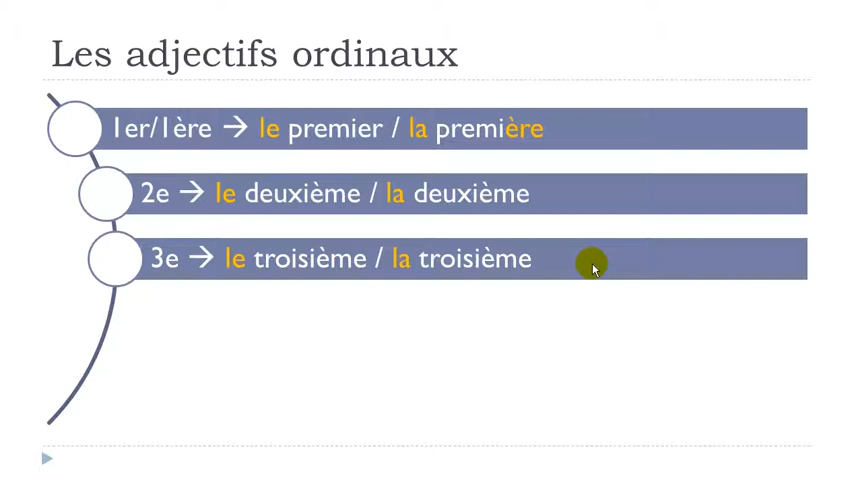 Les adjectifs ordinaux
1er/1ère → le premier / la première
2e → le deuxième / la deuxième
3e → le troisième / la troisième